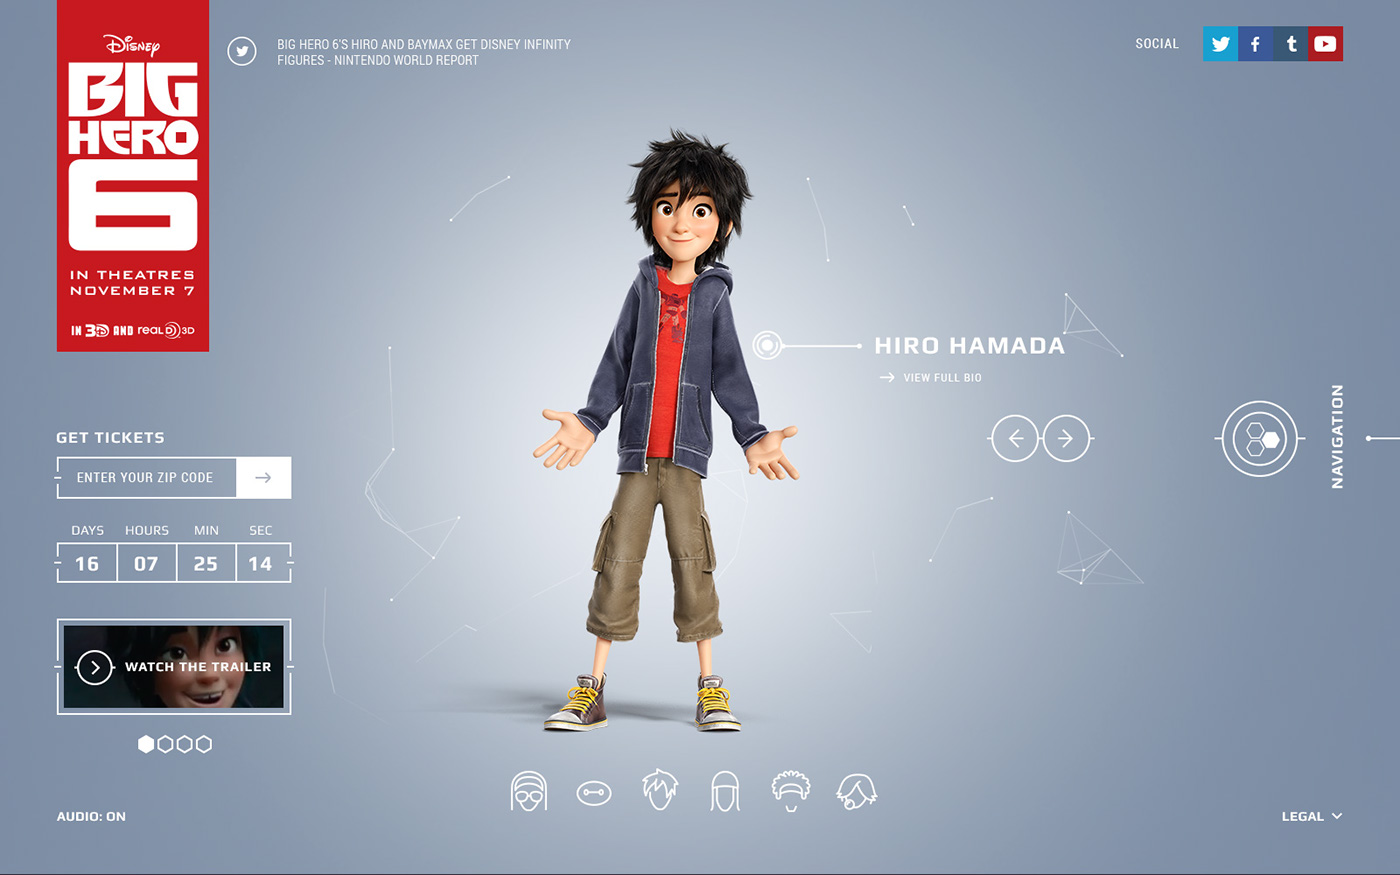 Disney
BIG
HERO
6
IN THEATRES
NOVEMBER 7
IN 3D AND REAL D 3D
BIG HERO 6'S HIRO AND BAYMAX GET DISNEY INFINITY
FIGURES - NINTENDO WORLD REPORT
SOCIAL
HIRO HAMADA
VIEW FULL BIO
NAVIGATION
GET TICKETS
ENTER YOUR ZIP CODE
DAYS HOURS MIN SEC
16 07 25 14
WATCH THE TRAILER
AUDIO: ON
LEGAL